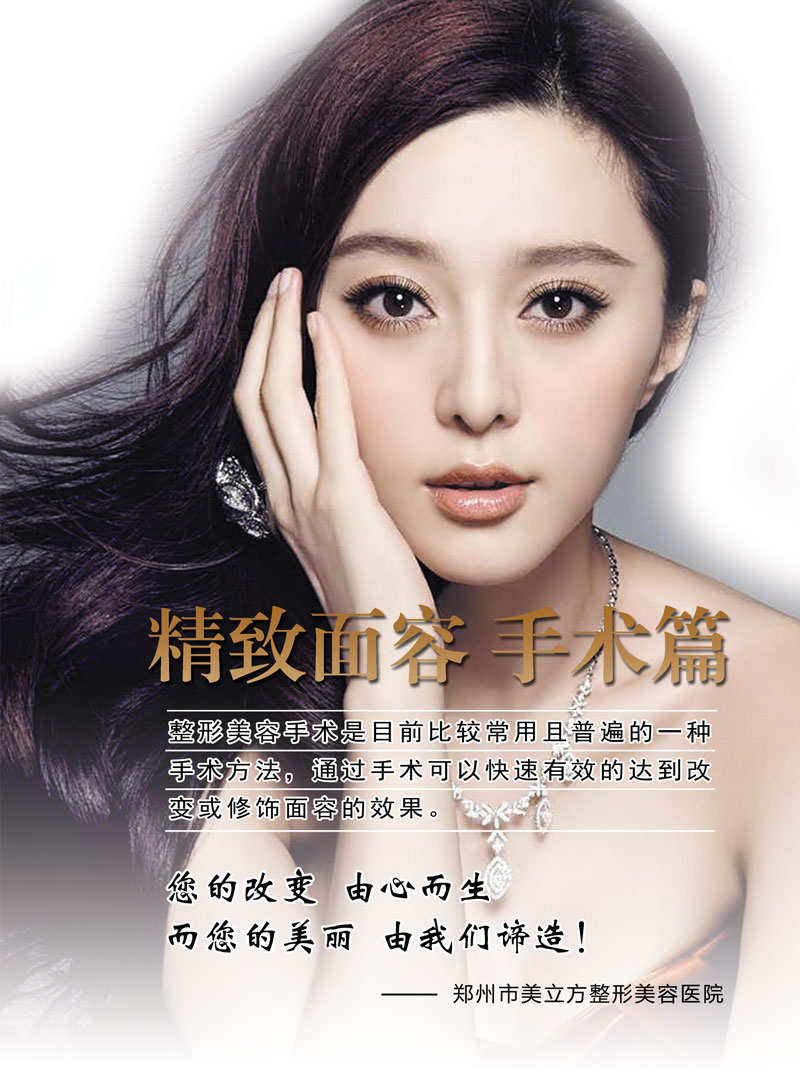 精致面容 手术篇
整形美容手术是目前比较常用且普遍的一种
手术方法，通过手术可以快速有效的达到改
变或修饰面容的效果。
您的改变 由心而生
而您的美丽 由我们谛造！
—— 郑州市美立方整形美容医院